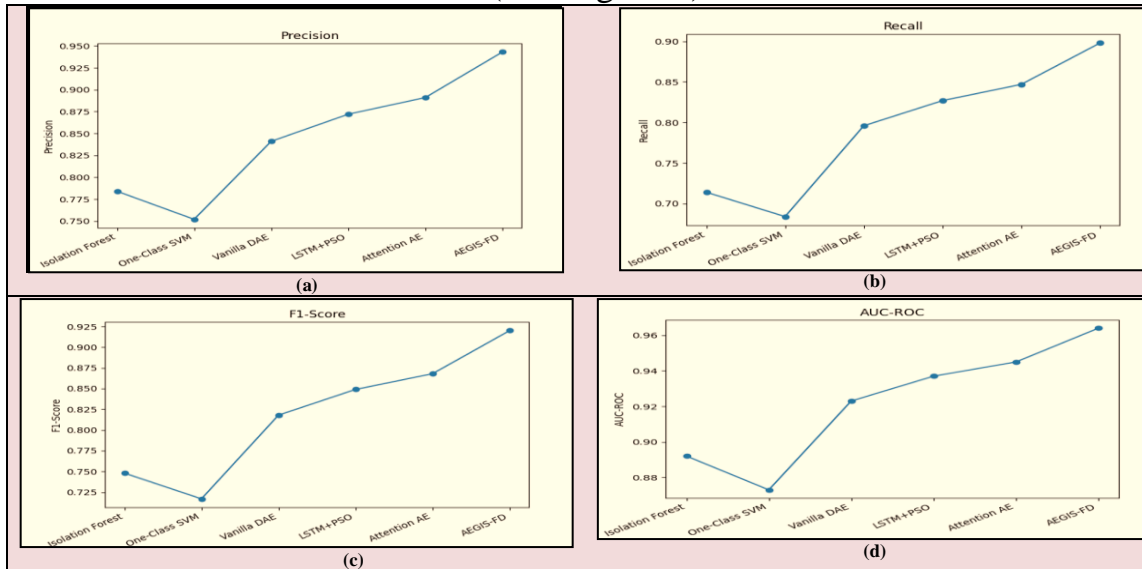 Precision
0.950
0.925
0.900
0.875
0.850
0.825
0.800
0.775
0.750
Precision
Isolation Forest
One-Class SVM
Vanilla DAE
LSTM+PSO
Attention AE
AEGIS-FD
(a)
Recall
0.90
0.85
0.80
0.75
0.70
Recall
Isolation Forest
One-Class SVM
Vanilla DAE
LSTM+PSO
Attention AE
AEGIS-FD
(b)
F1-Score
0.925
0.900
0.875
0.850
0.825
0.800
0.775
0.750
0.725
F1-Score
Isolation Forest
One-Class SVM
Vanilla DAE
LSTM+PSO
Attention AE
AEGIS-FD
(c)
AUC-ROC
0.96
0.94
0.92
0.90
0.88
AUC-ROC
Isolation Forest
One-Class SVM
Vanilla DAE
LSTM+PSO
Attention AE
AEGIS-FD
(d)